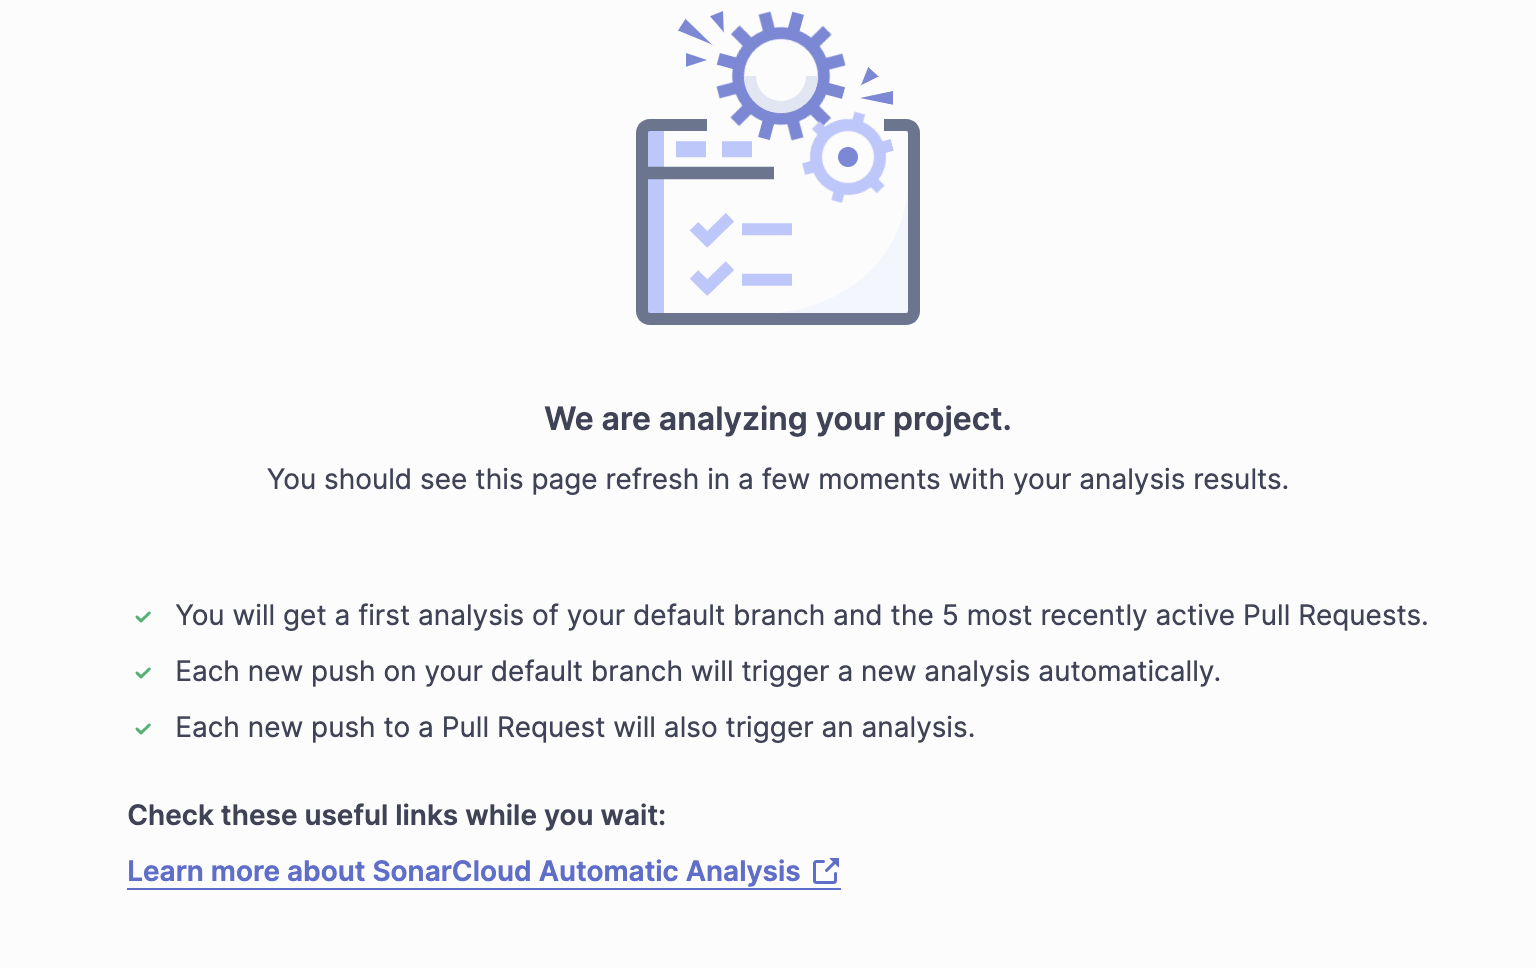 We are analyzing your project.
You should see this page refresh in a few moments with your analysis results.
You will get a first analysis of your default branch and the 5 most recently active Pull Requests.
Each new push on your default branch will trigger a new analysis automatically.
Each new push to a Pull Request will also trigger an analysis.
Check these useful links while you wait:
Learn more about SonarCloud Automatic Analysis